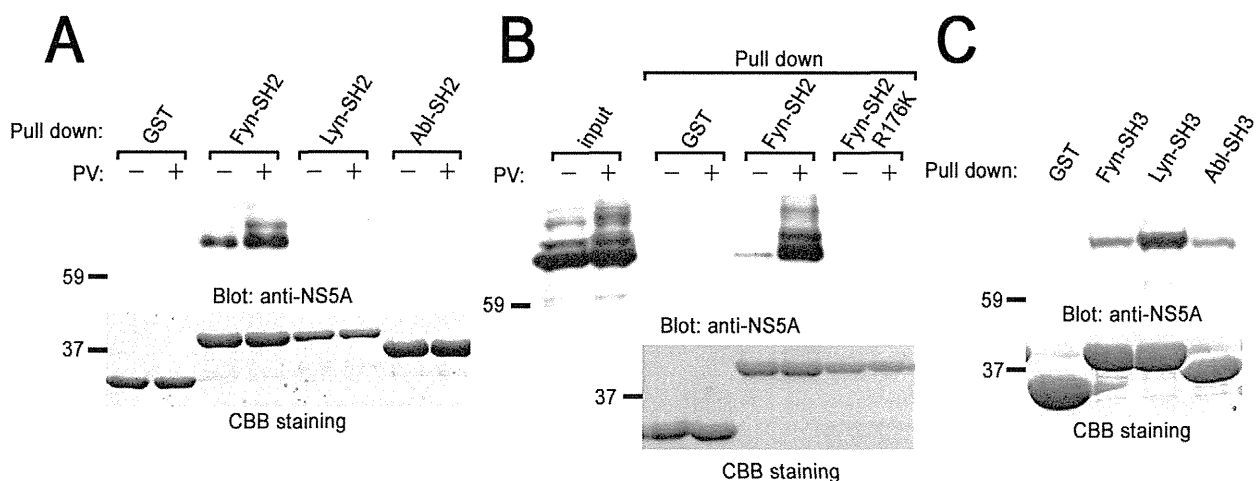 A
Pull down:
GST
Fyn-SH2
Lyn-SH2
Abl-SH2
PV: − + − + − + − +
59
Blot: anti-NS5A
37
CBB staining
B
Pull down
input
GST
Fyn-SH2
Fyn-SH2
R176K
PV: − + − + − + − +
59
Blot: anti-NS5A
37
CBB staining
C
Pull down:
GST
Fyn-SH3
Lyn-SH3
Abl-SH3
59
Blot: anti-NS5A
37
CBB staining